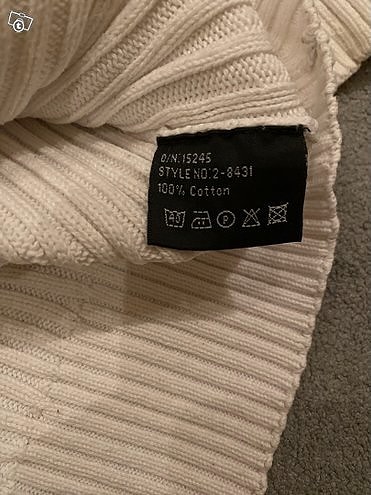 O/N:15245
STYLE NO:2-8431
100% Cotton
P